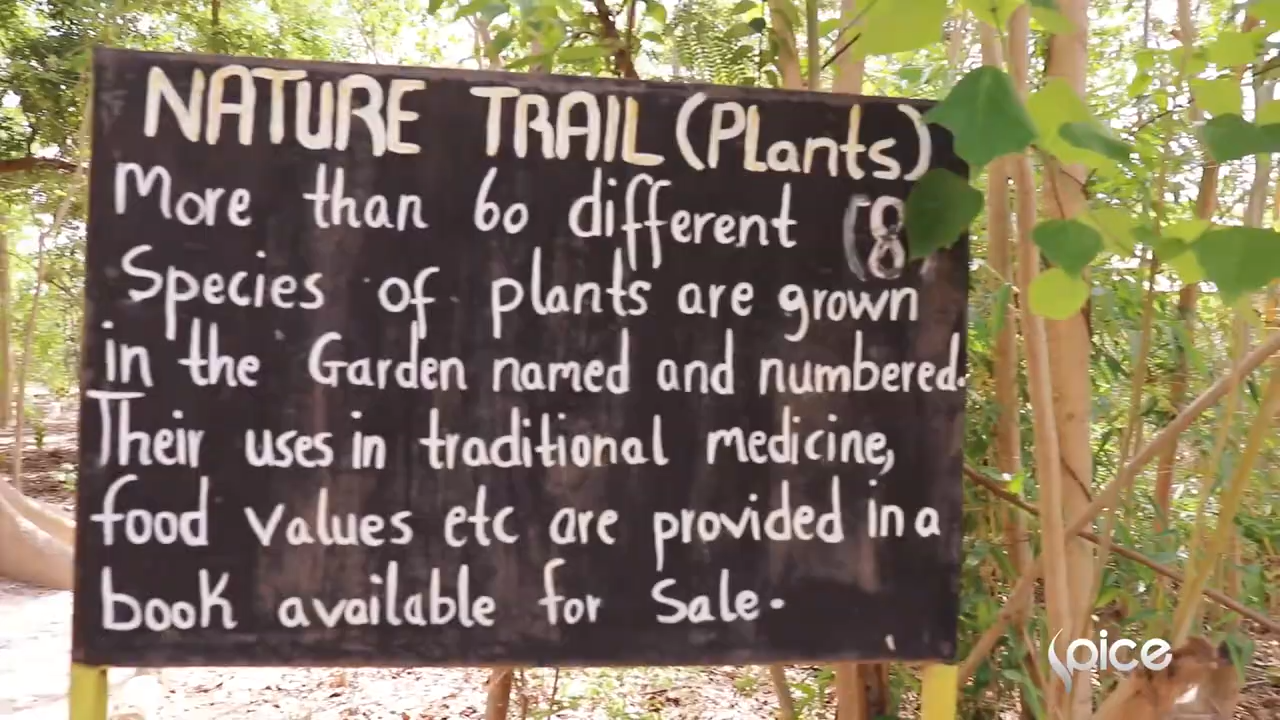 NATURE TRAIL (Plants)
More than 60 different (8
Species of plants are grown
in the Garden named and numbered.
Their uses in traditional medicine,
food values etc are provided in a
book available for Sale.
Spice